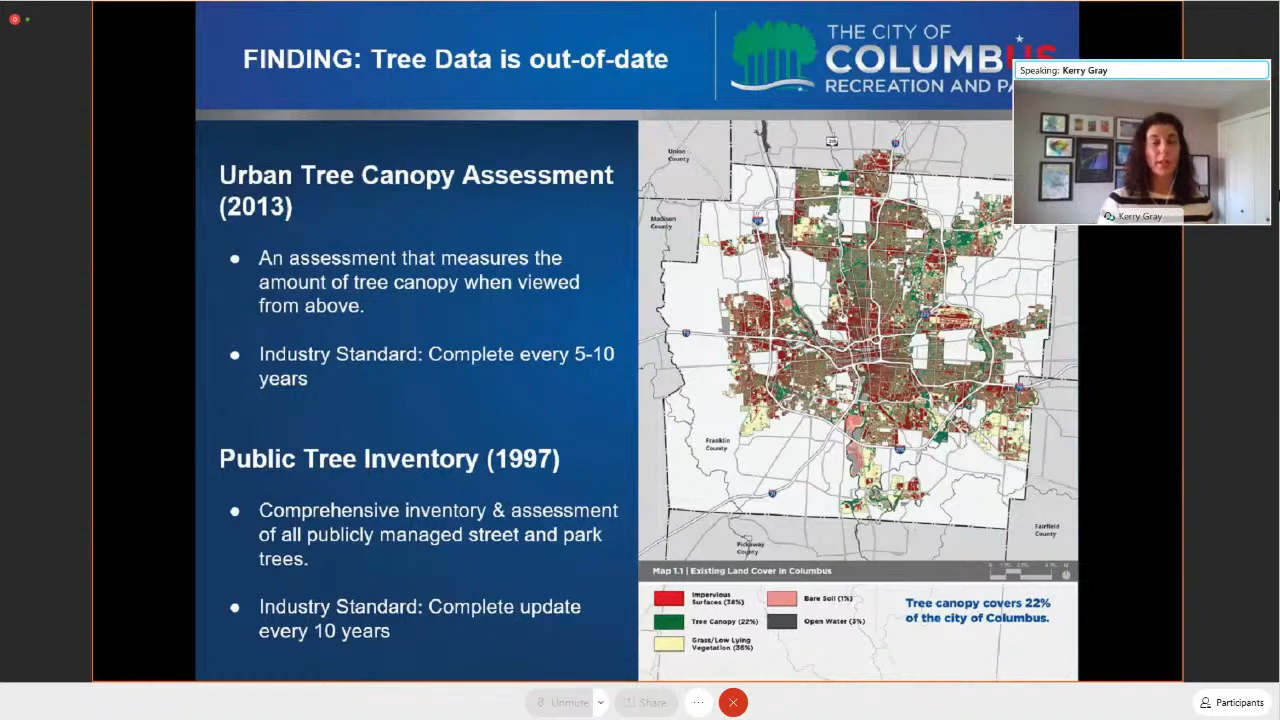 FINDING: Tree Data is out-of-date
THE CITY OF
COLUMBUS
RECREATION AND PA
Speaking: Kerry Gray
Kerry Gray
Urban Tree Canopy Assessment
(2013)
An assessment that measures the
amount of tree canopy when viewed
from above.
Industry Standard: Complete every 5-10
years
Public Tree Inventory (1997)
Comprehensive inventory & assessment
of all publicly managed street and park
trees.
Industry Standard: Complete update
every 10 years
Union
County
Madison
County
Franklin
County
Pickaway
County
Fairfield
County
Map 1.1 | Existing Land Cover in Columbus
Impervious
Surfaces (38%)
Tree Canopy (22%)
Grass/Low Lying
Vegetation (36%)
Bare Soil (1%)
Open Water (3%)
Tree canopy covers 22%
of the city of Columbus.
Unmute
Share
Participants